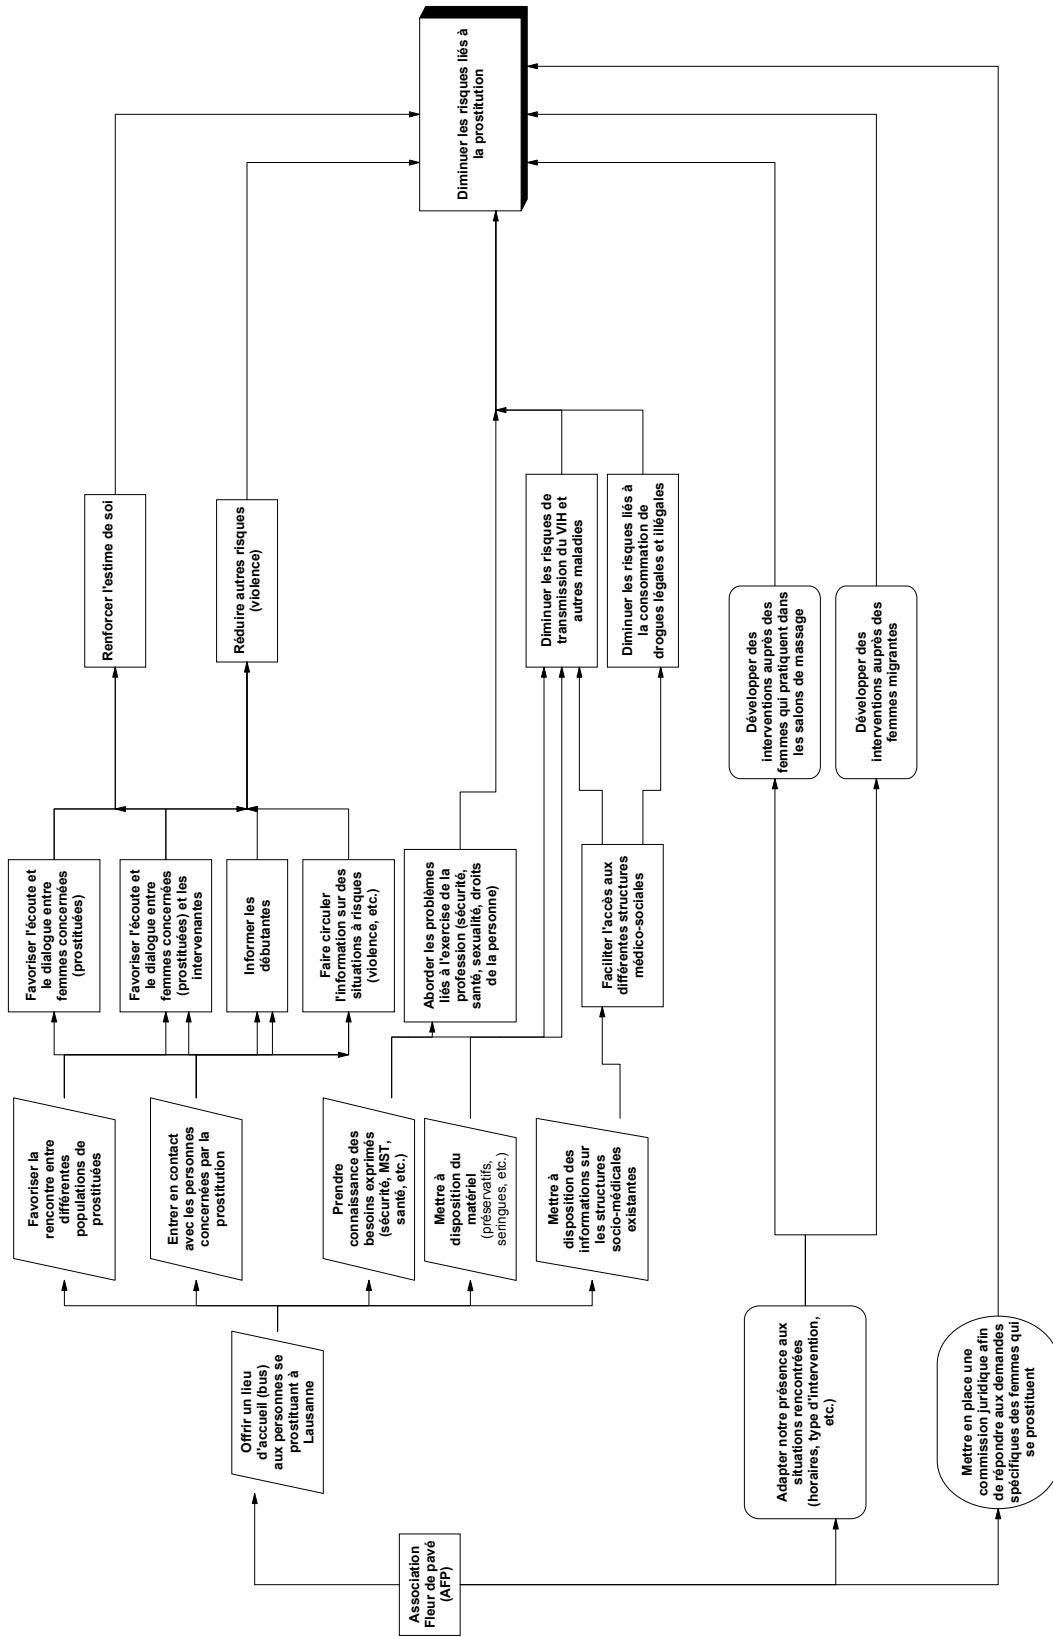 Association
Fleur de pavé
(AFP)
Offrir un lieu
d'accueil (bus)
aux personnes se
prostituant à
Lausanne
Adapter notre présence aux
situations rencontrées
(horaires, type d'intervention,
etc.)
Mettre en place une
commission juridique afin
de répondre aux demandes
spécifiques des femmes qui
se prostituent
Favoriser la
rencontre entre
différentes
populations de
prostituées
Entrer en contact
avec les personnes
concernées par la
prostitution
Prendre
connaissance des
besoins exprimés
(sécurité, MST,
santé, etc.)
Mettre à
disposition du
matériel
(préservatifs,
seringues, etc.)
Mettre à
disposition des
informations sur
les structures
socio-médicales
existantes
Favoriser l'écoute et
le dialogue entre
femmes concernées
(prostituées)
Favoriser l'écoute et
le dialogue entre
femmes concernées
(prostituées) et les
intervenantes
Informer les
débutantes
Faire circuler
l'information sur des
situations à risques
(violence, etc.)
Aborder les problèmes
liés à l'exercise de la
profession (sécurité,
santé, sexualité, droits
de la personne)
Faciliter l'accès aux
différentes structures
médico-sociales
Renforcer l'estime de soi
Réduire autres risques
(violence)
Diminuer les risques de
transmission du VIH et
autres maladies
Diminuer les risques liés à
la consommation de
drogues légales et illégales
Développer des
interventions auprès des
femmes qui pratiquent dans
les salons de massage
Développer des
interventions auprès des
femmes migrantes
Diminuer les risques liés à
la prostitution